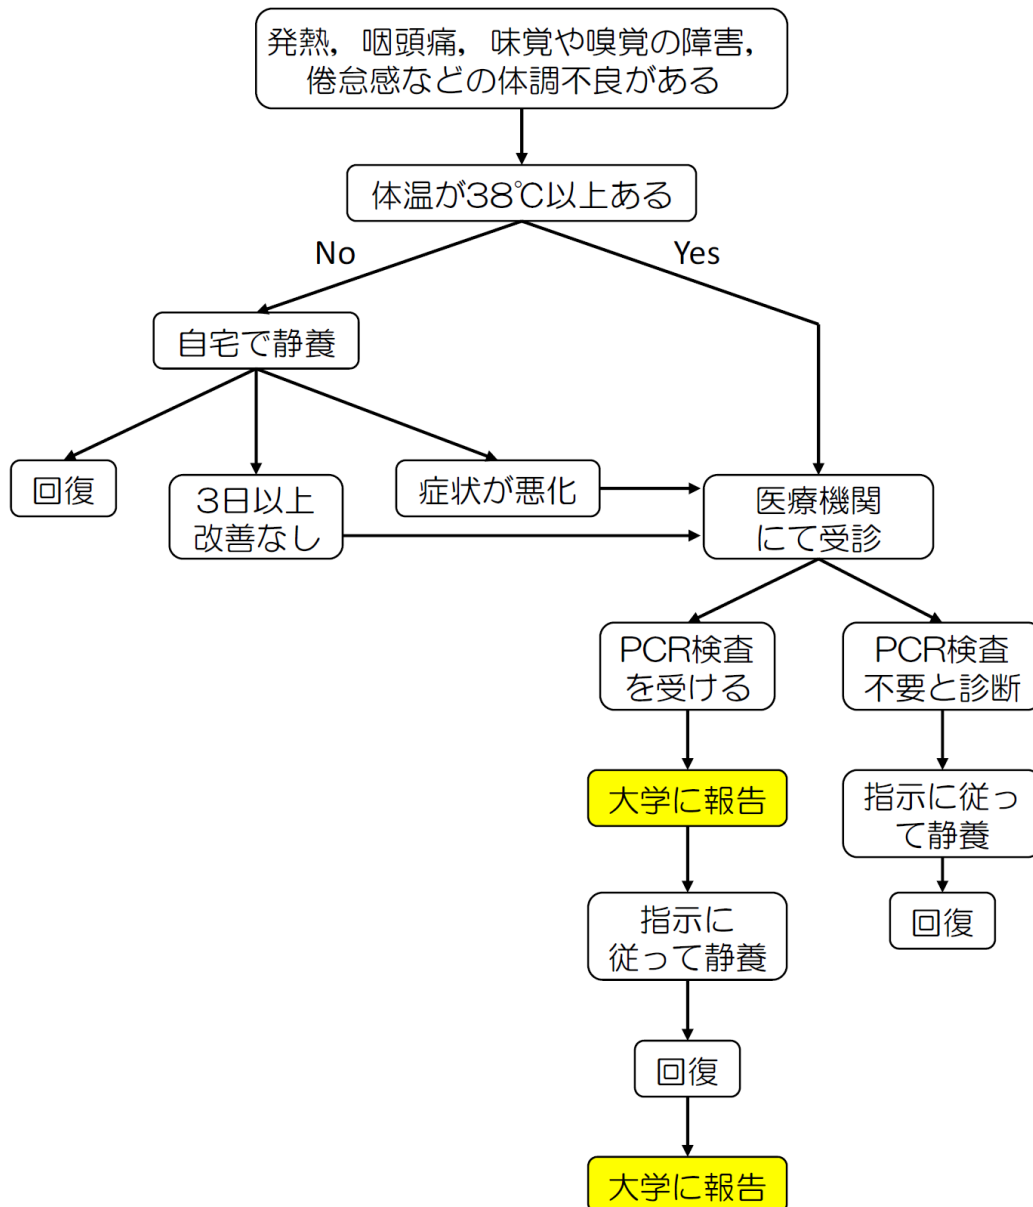 発熱，咽頭痛，味覚や嗅覚の障害，
倦怠感などの体調不良がある
体温が38℃以上ある
No
Yes
自宅で静養
回復
3日以上
改善なし
症状が悪化
医療機関
にて受診
PCR検査
を受ける
PCR検査
不要と診断
大学に報告
指示に従っ
て静養
指示に
従って静養
回復
回復
大学に報告